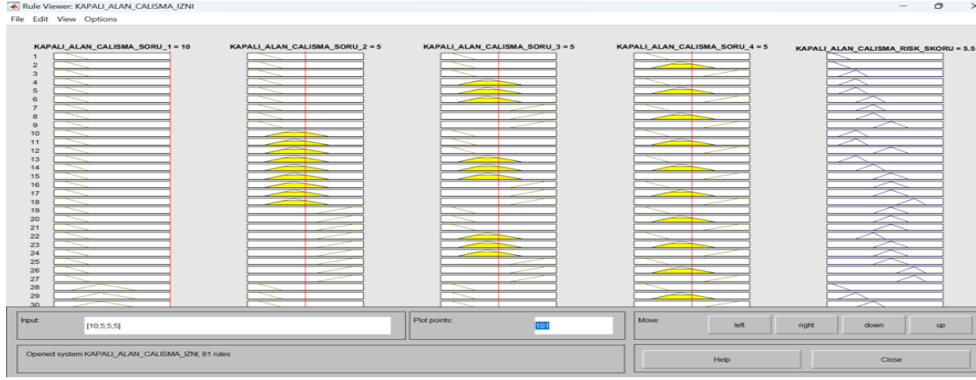 Rule Viewer: KAPALI_ALAN_CALISMA_IZNI
File Edit View Options
KAPALI_ALAN_CALISMA_SORU_1 = 10
KAPALI_ALAN_CALISMA_SORU_2 = 5
KAPALI_ALAN_CALISMA_SORU_3 = 5
KAPALI_ALAN_CALISMA_SORU_4 = 5
KAPALI_ALAN_CALISMA_RISK_SKORU = 5.5
1
2
3
4
5
6
7
8
9
10
11
12
13
14
15
16
17
18
19
20
21
22
23
24
25
26
27
28
29
30
Input:
[10;5;5;5]
Plot points:
101
Move:
left
right
down
up
Opened system KAPALI_ALAN_CALISMA_IZNI, 81 rules
Help
Close